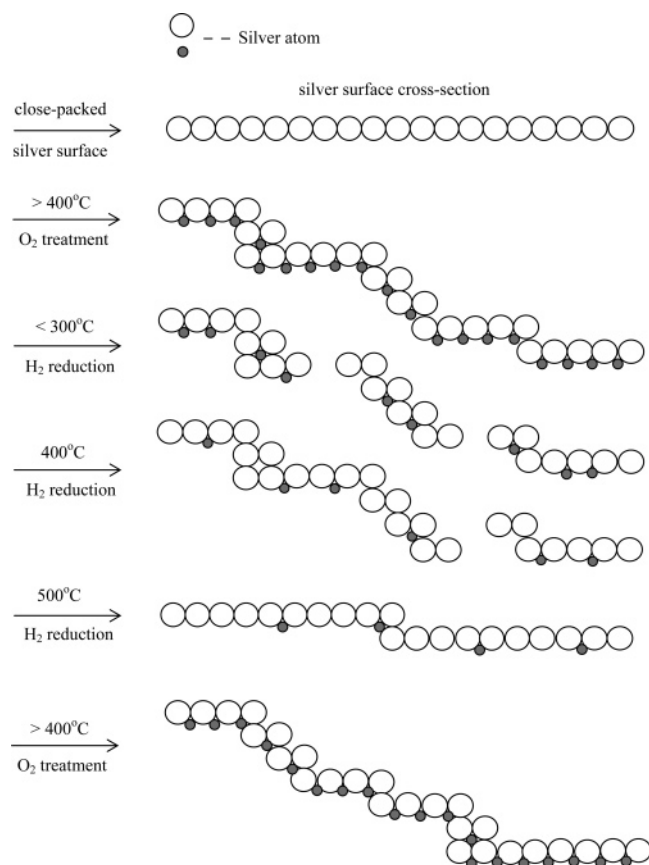 Silver atom
silver surface cross-section
close-packed
silver surface
> 400°C
O₂ treatment
< 300°C
H₂ reduction
400°C
H₂ reduction
500°C
H₂ reduction
> 400°C
O₂ treatment